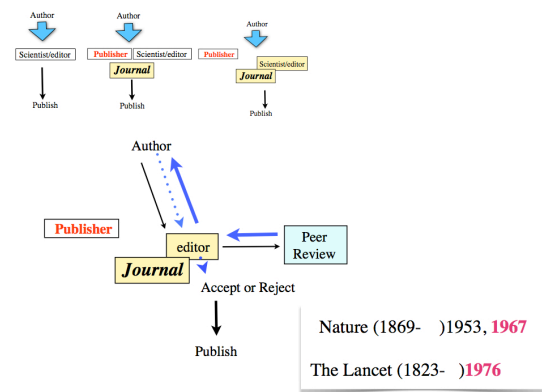 Author
Scientist/editor
Publish
Author
Publisher Scientist/editor
Journal
Publish
Author
Publisher
Scientist/editor
Journal
Publish
Author
Publisher
editor
Peer
Review
Journal
Accept or Reject
Publish
Nature (1869- )1953, 1967
The Lancet (1823- )1976